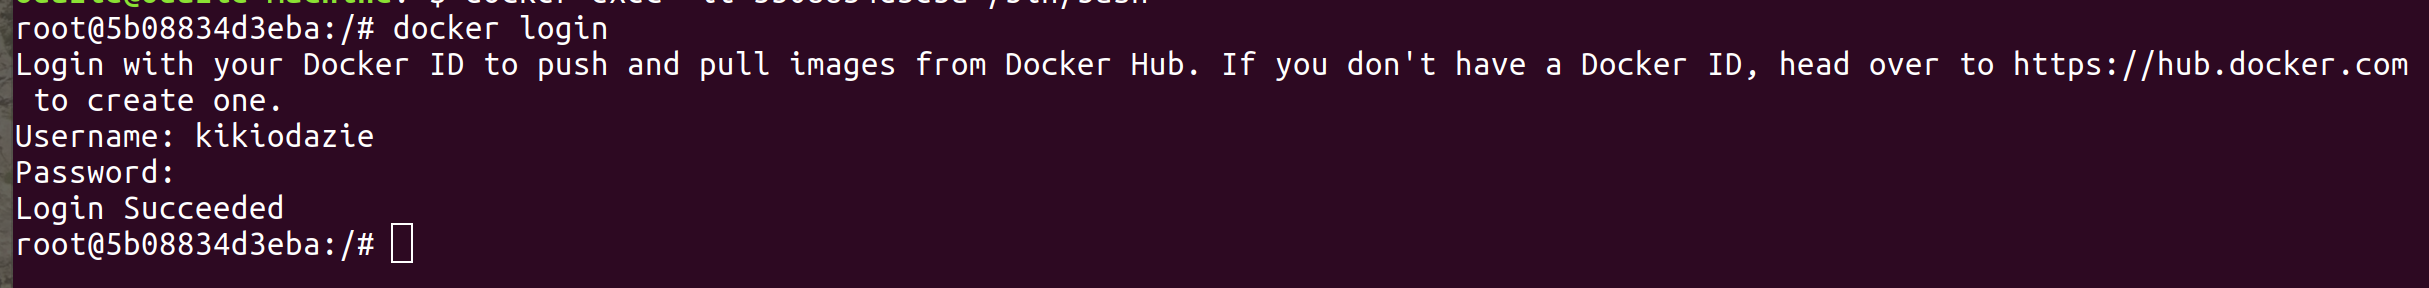 root@5b08834d3eba:/# docker login
Login with your Docker ID to push and pull images from Docker Hub. If you don't have a Docker ID, head over to https://hub.docker.com
 to create one.
Username: kikiodazie
Password:
Login Succeeded
root@5b08834d3eba:/#